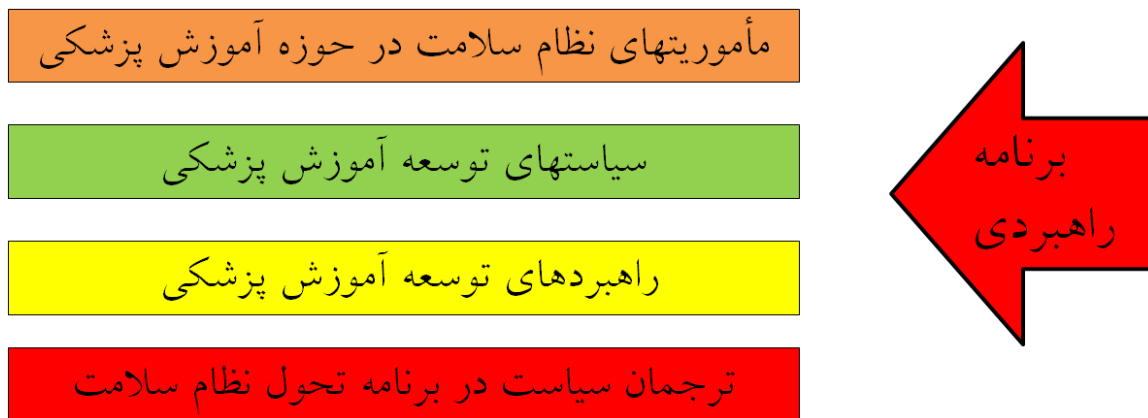 مأموریتهای نظام سلامت در حوزه آموزش پزشکی
سیاستهای توسعه آموزش پزشکی
راهبردهای توسعه آموزش پزشکی
ترجمان سیاست در برنامه تحول نظام سلامت
برنامه
راهبردی